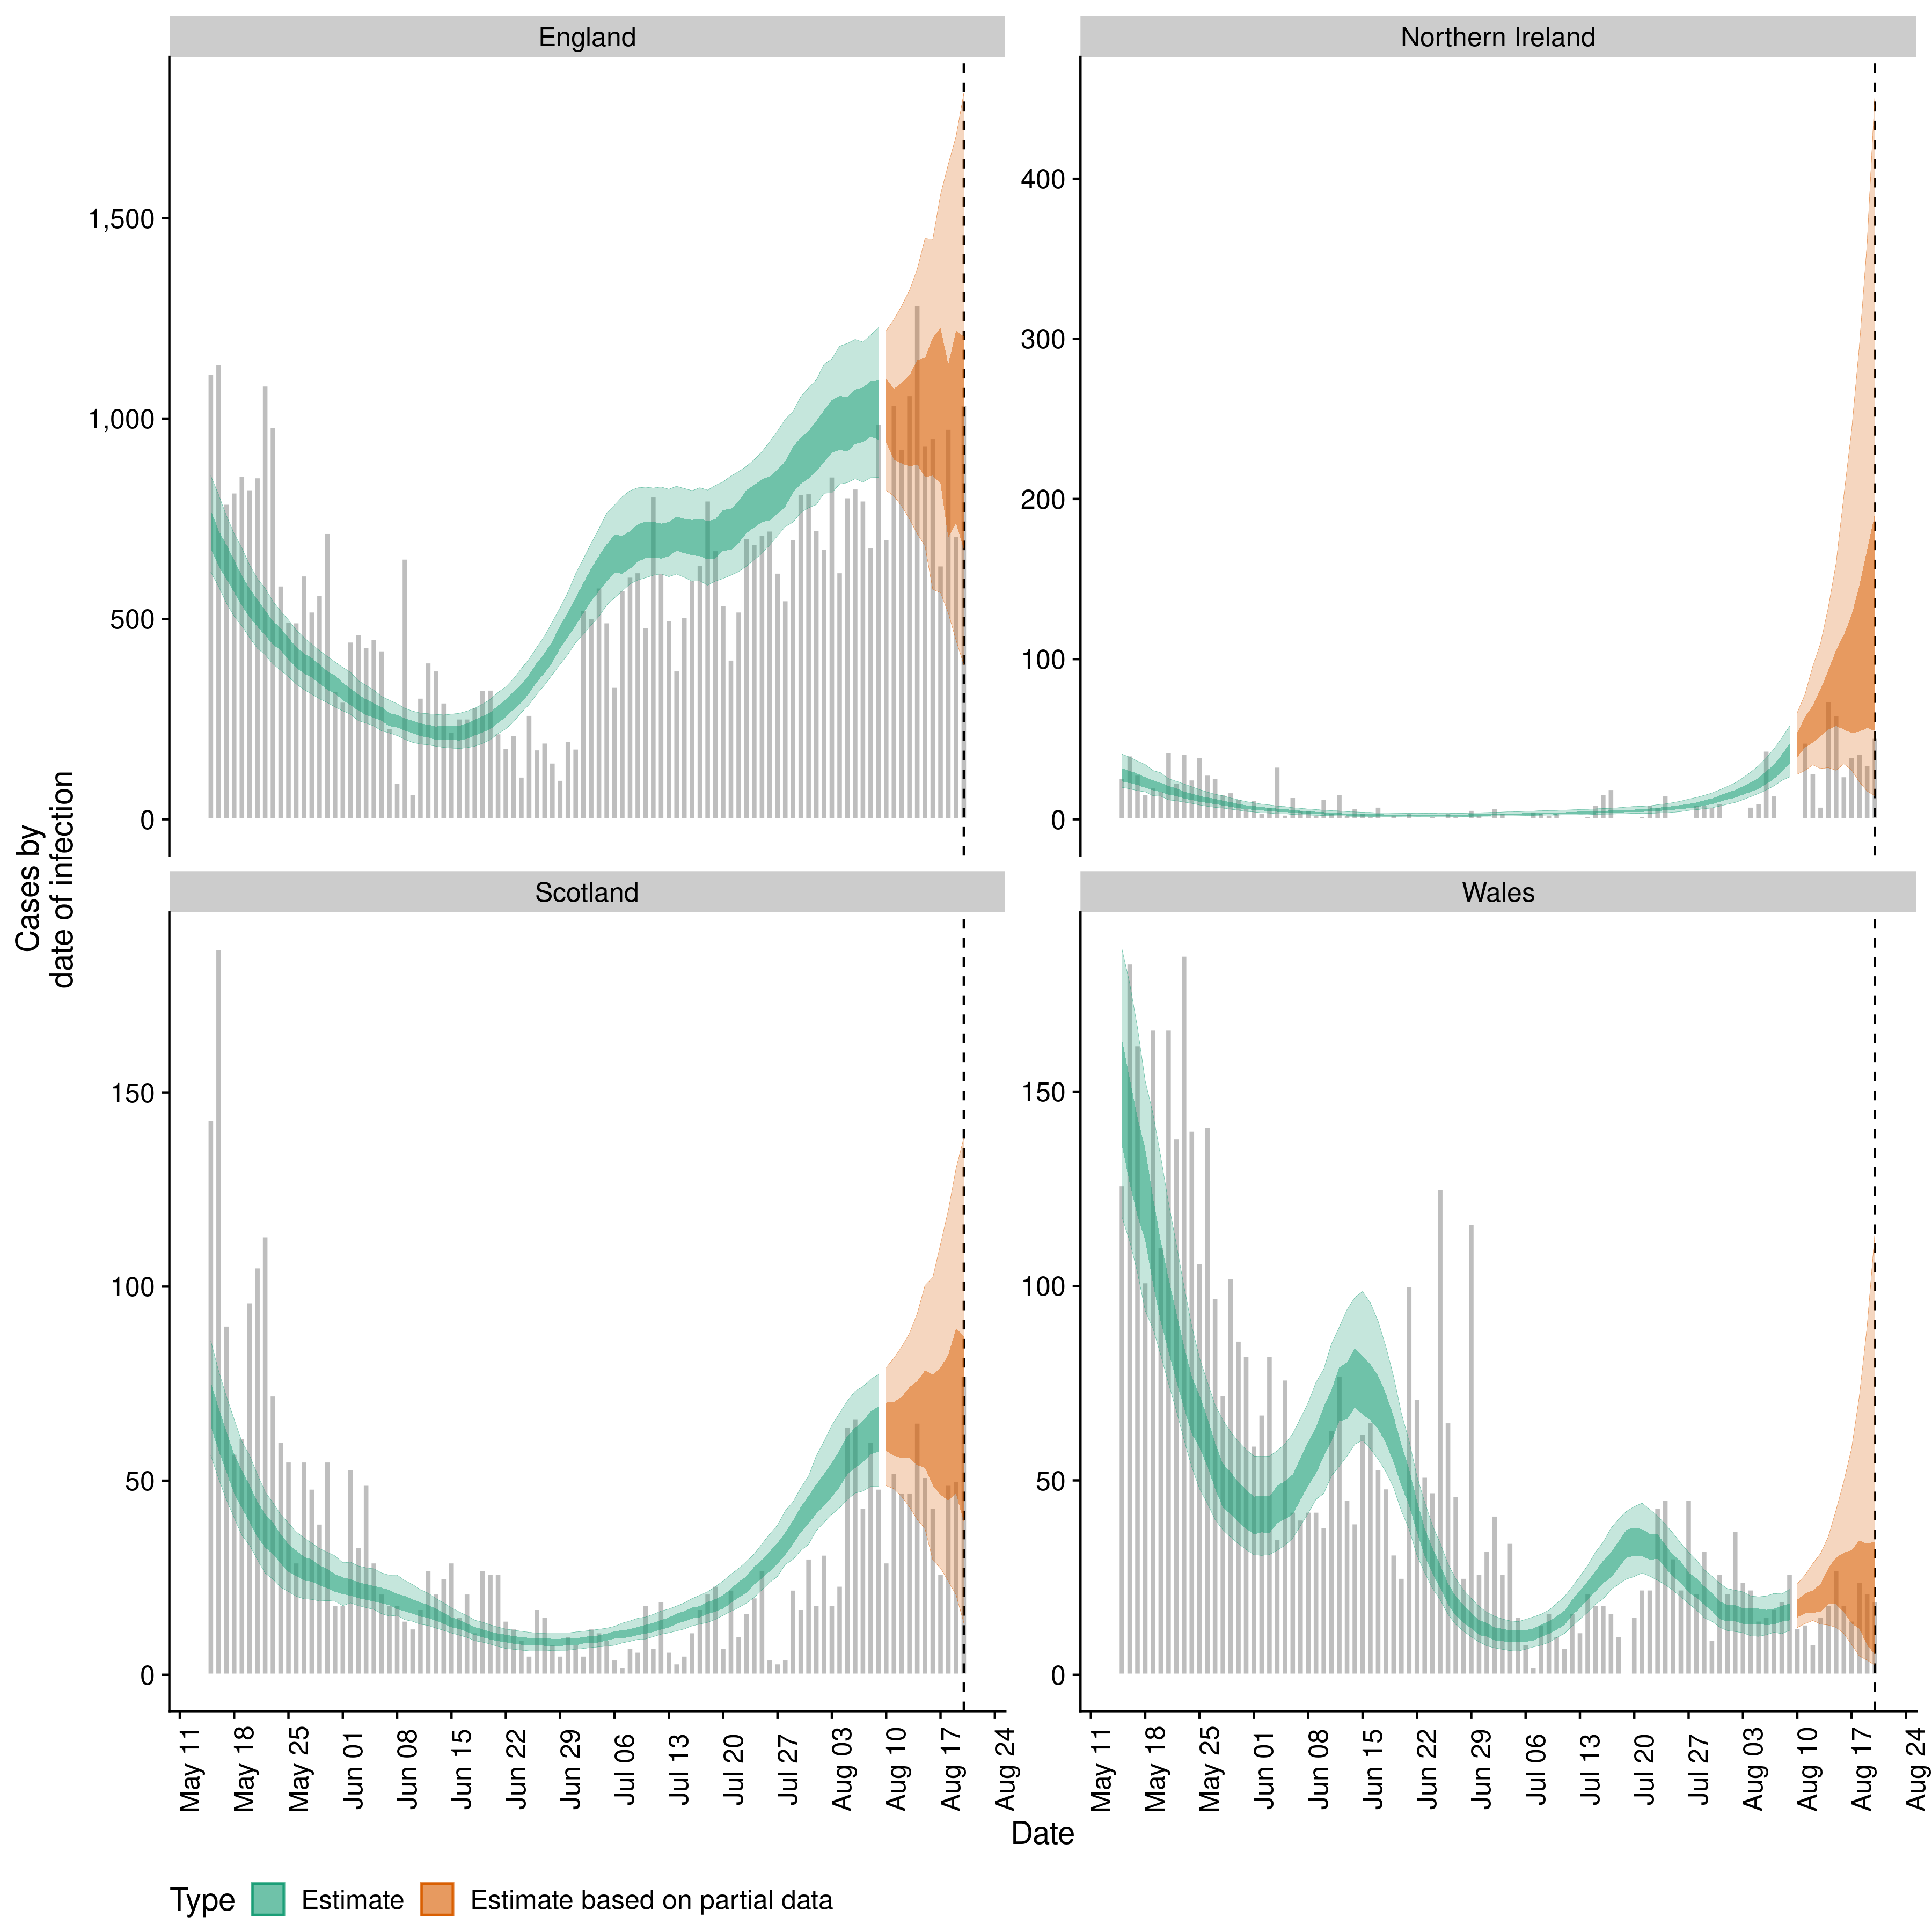 England
Northern Ireland
1,500
1,000
500
0
400
300
200
100
0
Cases by
date of infection
Scotland
Wales
150
100
50
0
150
100
50
0
May 11
May 18
May 25
Jun 01
Jun 08
Jun 15
Jun 22
Jun 29
Jul 06
Jul 13
Jul 20
Jul 27
Aug 03
Aug 10
Aug 17
Aug 24
May 11
May 18
May 25
Jun 01
Jun 08
Jun 15
Jun 22
Jun 29
Jul 06
Jul 13
Jul 20
Jul 27
Aug 03
Aug 10
Aug 17
Aug 24
Date
Type Estimate Estimate based on partial data